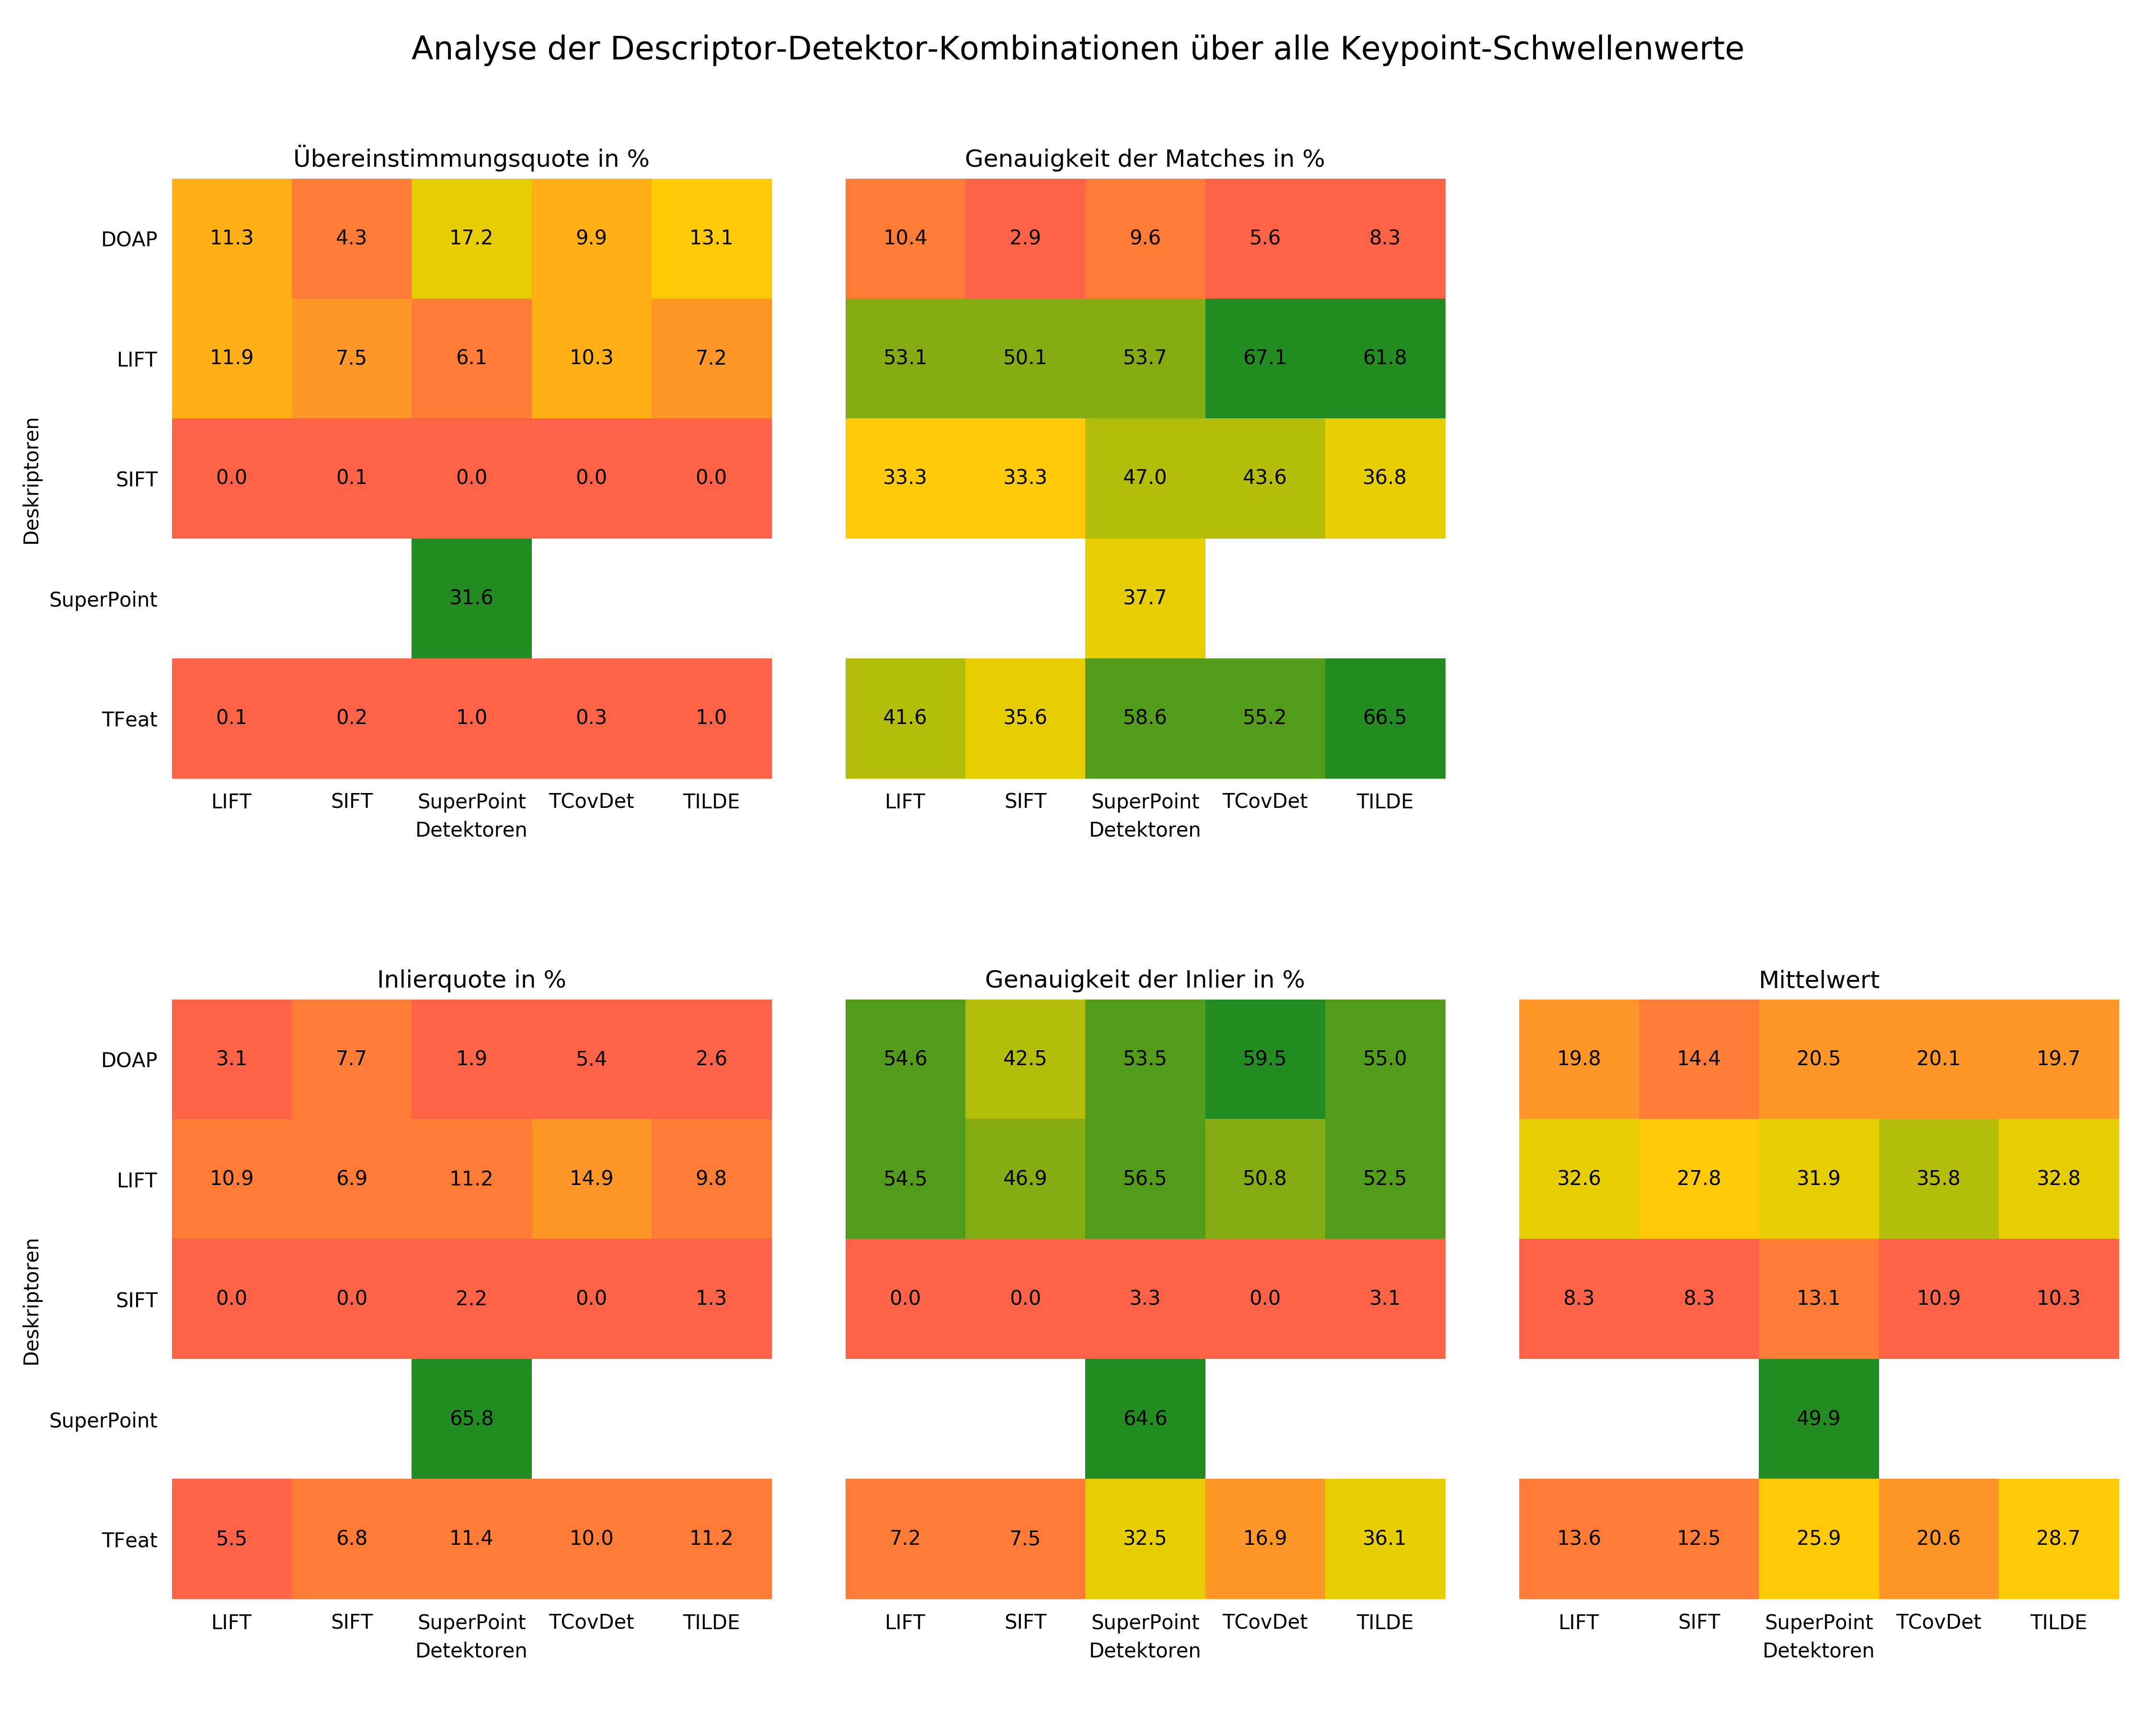 Analyse der Descriptor-Detektor-Kombinationen über alle Keypoint-Schwellenwerte
Übereinstimmungsquote in %
Deskriptoren
DOAP 11.3 4.3 17.2 9.9 13.1
LIFT 11.9 7.5 6.1 10.3 7.2
SIFT 0.0 0.1 0.0 0.0 0.0
SuperPoint 31.6
TFeat 0.1 0.2 1.0 0.3 1.0
LIFT SIFT SuperPoint TCovDet TILDE
Detektoren
Genauigkeit der Matches in %
10.4 2.9 9.6 5.6 8.3
53.1 50.1 53.7 67.1 61.8
33.3 33.3 47.0 43.6 36.8
37.7
41.6 35.6 58.6 55.2 66.5
LIFT SIFT SuperPoint TCovDet TILDE
Detektoren
Inlierquote in %
Deskriptoren
DOAP 3.1 7.7 1.9 5.4 2.6
LIFT 10.9 6.9 11.2 14.9 9.8
SIFT 0.0 0.0 2.2 0.0 1.3
SuperPoint 65.8
TFeat 5.5 6.8 11.4 10.0 11.2
LIFT SIFT SuperPoint TCovDet TILDE
Detektoren
Genauigkeit der Inlier in %
54.6 42.5 53.5 59.5 55.0
54.5 46.9 56.5 50.8 52.5
0.0 0.0 3.3 0.0 3.1
64.6
7.2 7.5 32.5 16.9 36.1
LIFT SIFT SuperPoint TCovDet TILDE
Detektoren
Mittelwert
19.8 14.4 20.5 20.1 19.7
32.6 27.8 31.9 35.8 32.8
8.3 8.3 13.1 10.9 10.3
49.9
13.6 12.5 25.9 20.6 28.7
LIFT SIFT SuperPoint TCovDet TILDE
Detektoren